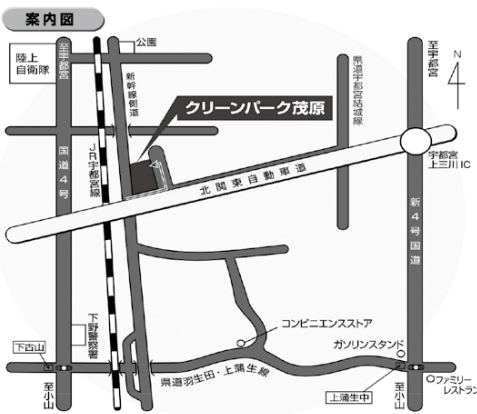 案内図
公園
至宇都宮
陸上
自衛隊
新幹線側道
県道宇都宮結城線
至宇都宮
N
クリーンパーク茂原
JR宇都宮線
国道4号
宇都宮
上三川IC
北関東自動車道
新4号国道
下野警察署
コンビニエンスストア
ガソリンスタンド
下古山
県道羽生田・上蒲生線
上蒲生中
ファミリー
レストラン
至小山
至小山
至小山